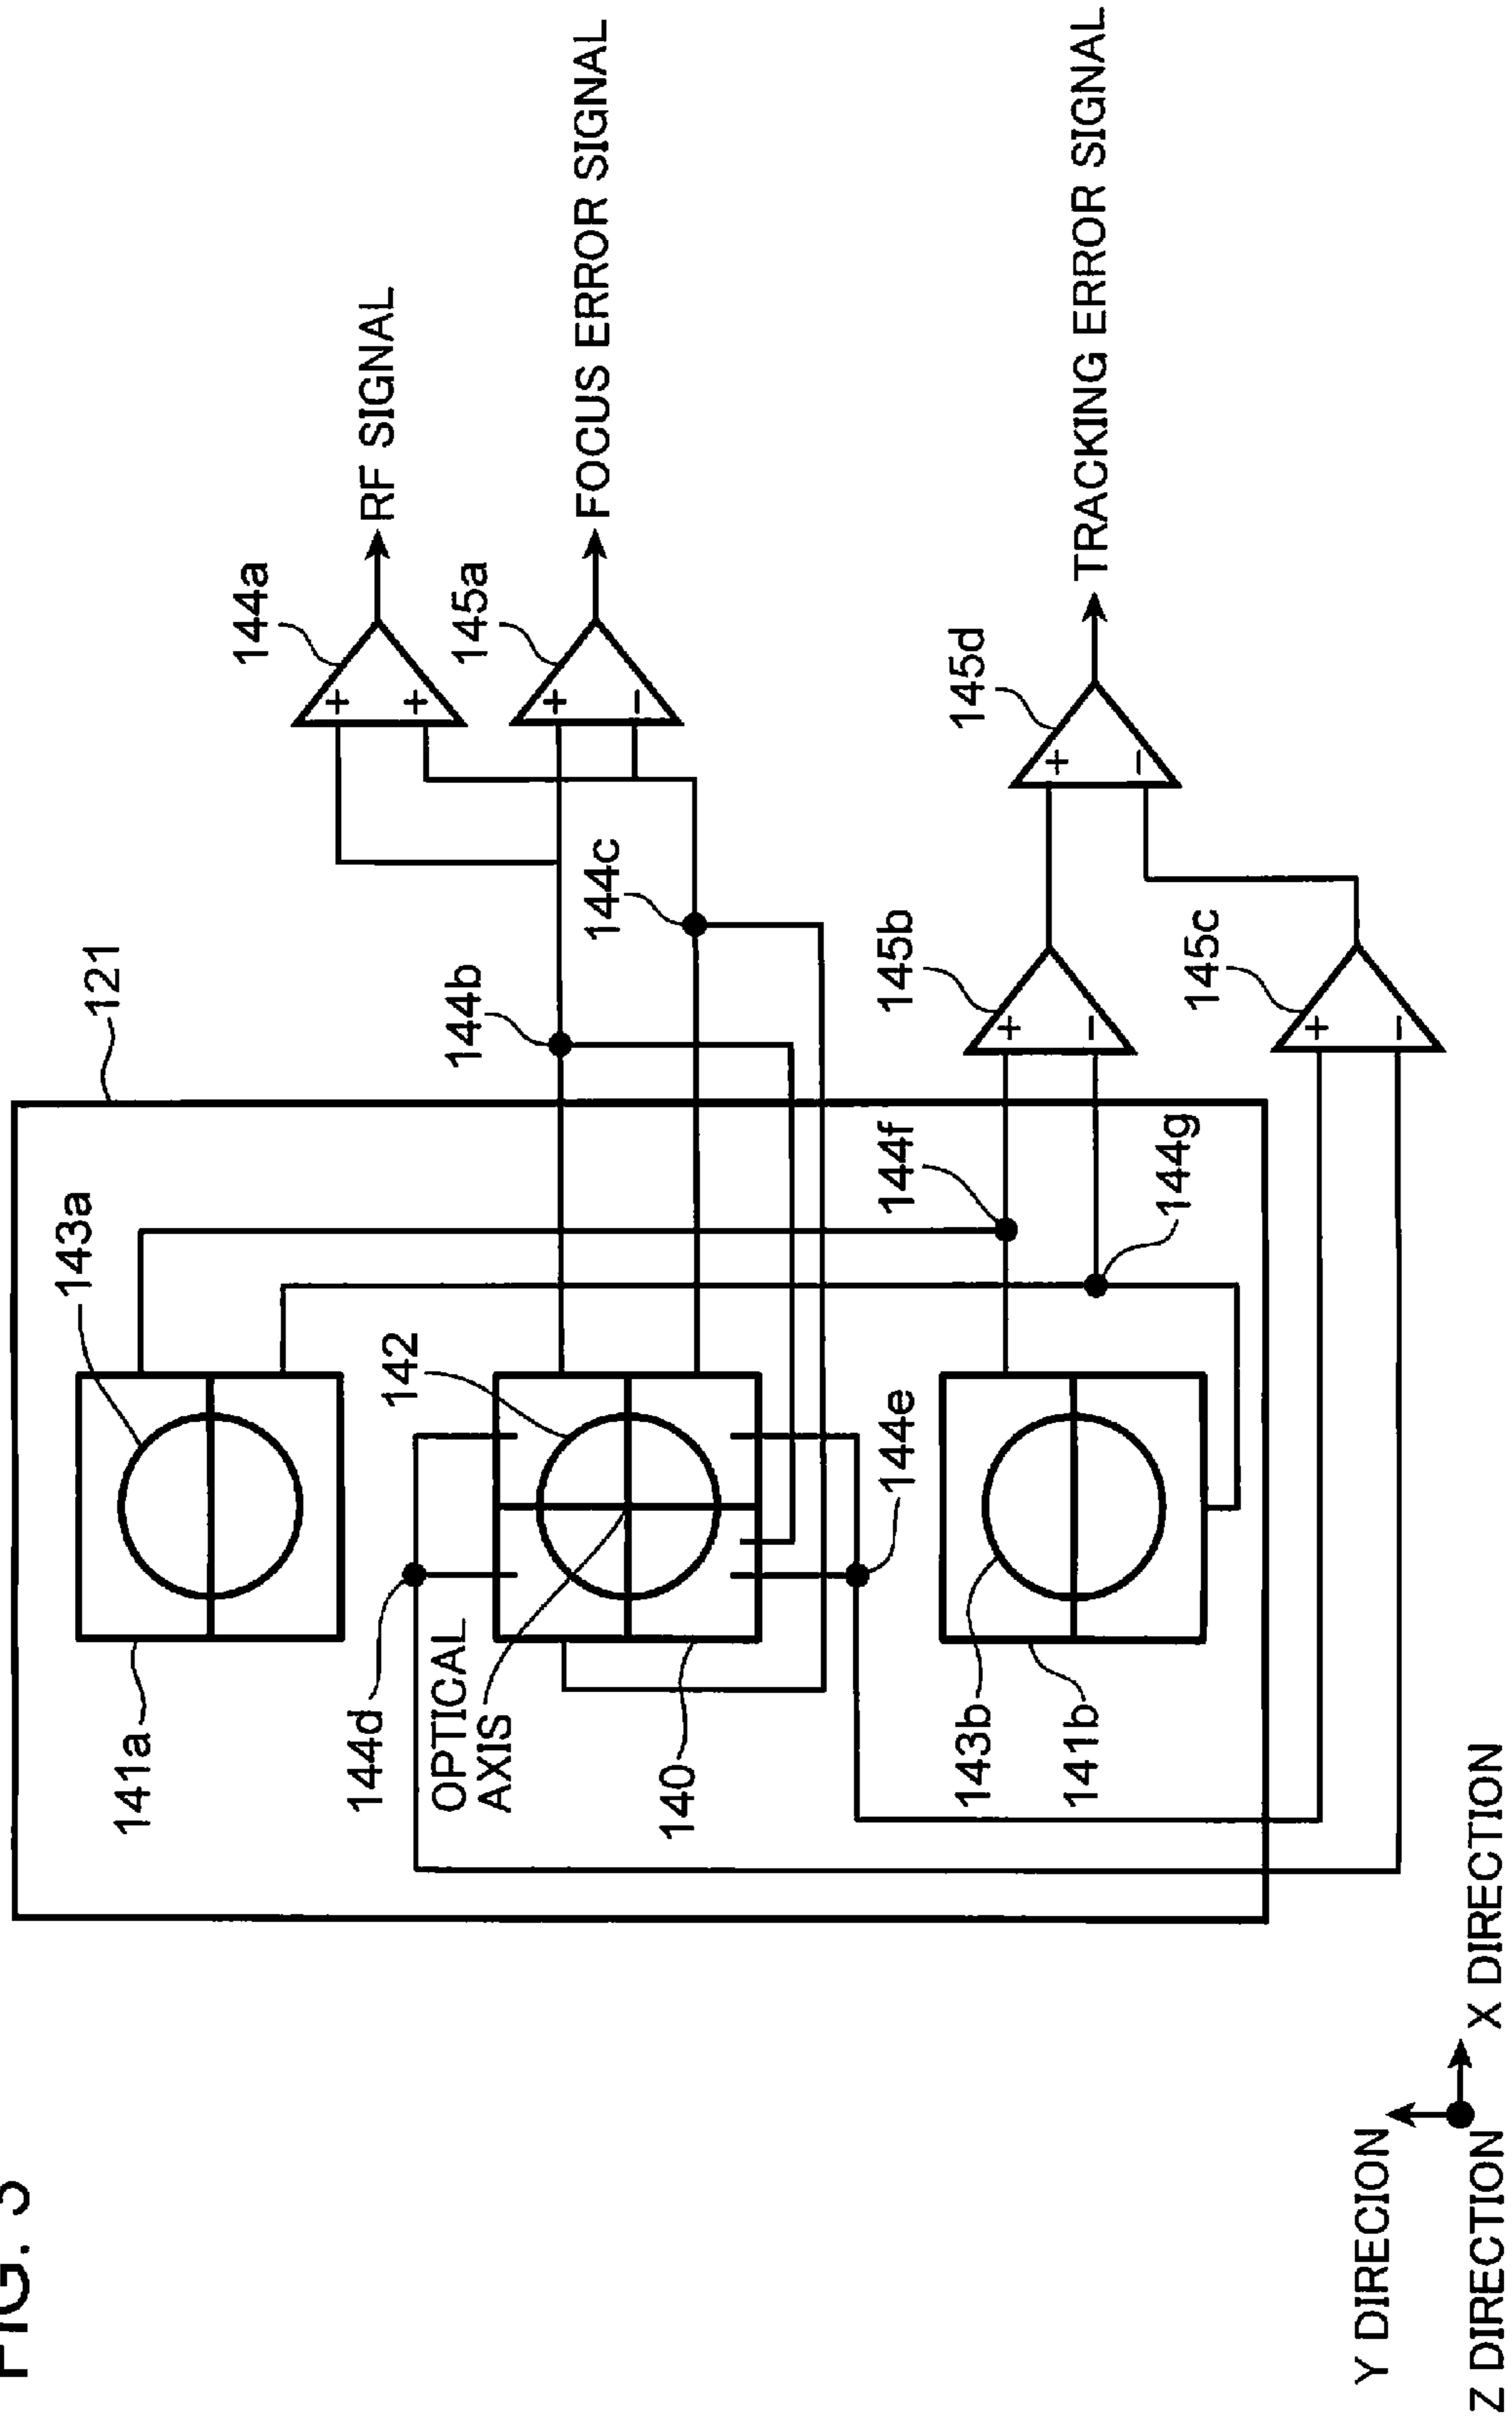 FIG. 3
121
143a
141a
142
144d
OPTICAL
AXIS
140
144b
144c
144a
RF SIGNAL
145a
FOCUS ERROR SIGNAL
144e
144f
144g
143b
141b
145b
145c
145d
TRACKING ERROR SIGNAL
+
+
+
−
+
−
+
−
+
−
Y DIRECION
Z DIRECTION
X DIRECTION